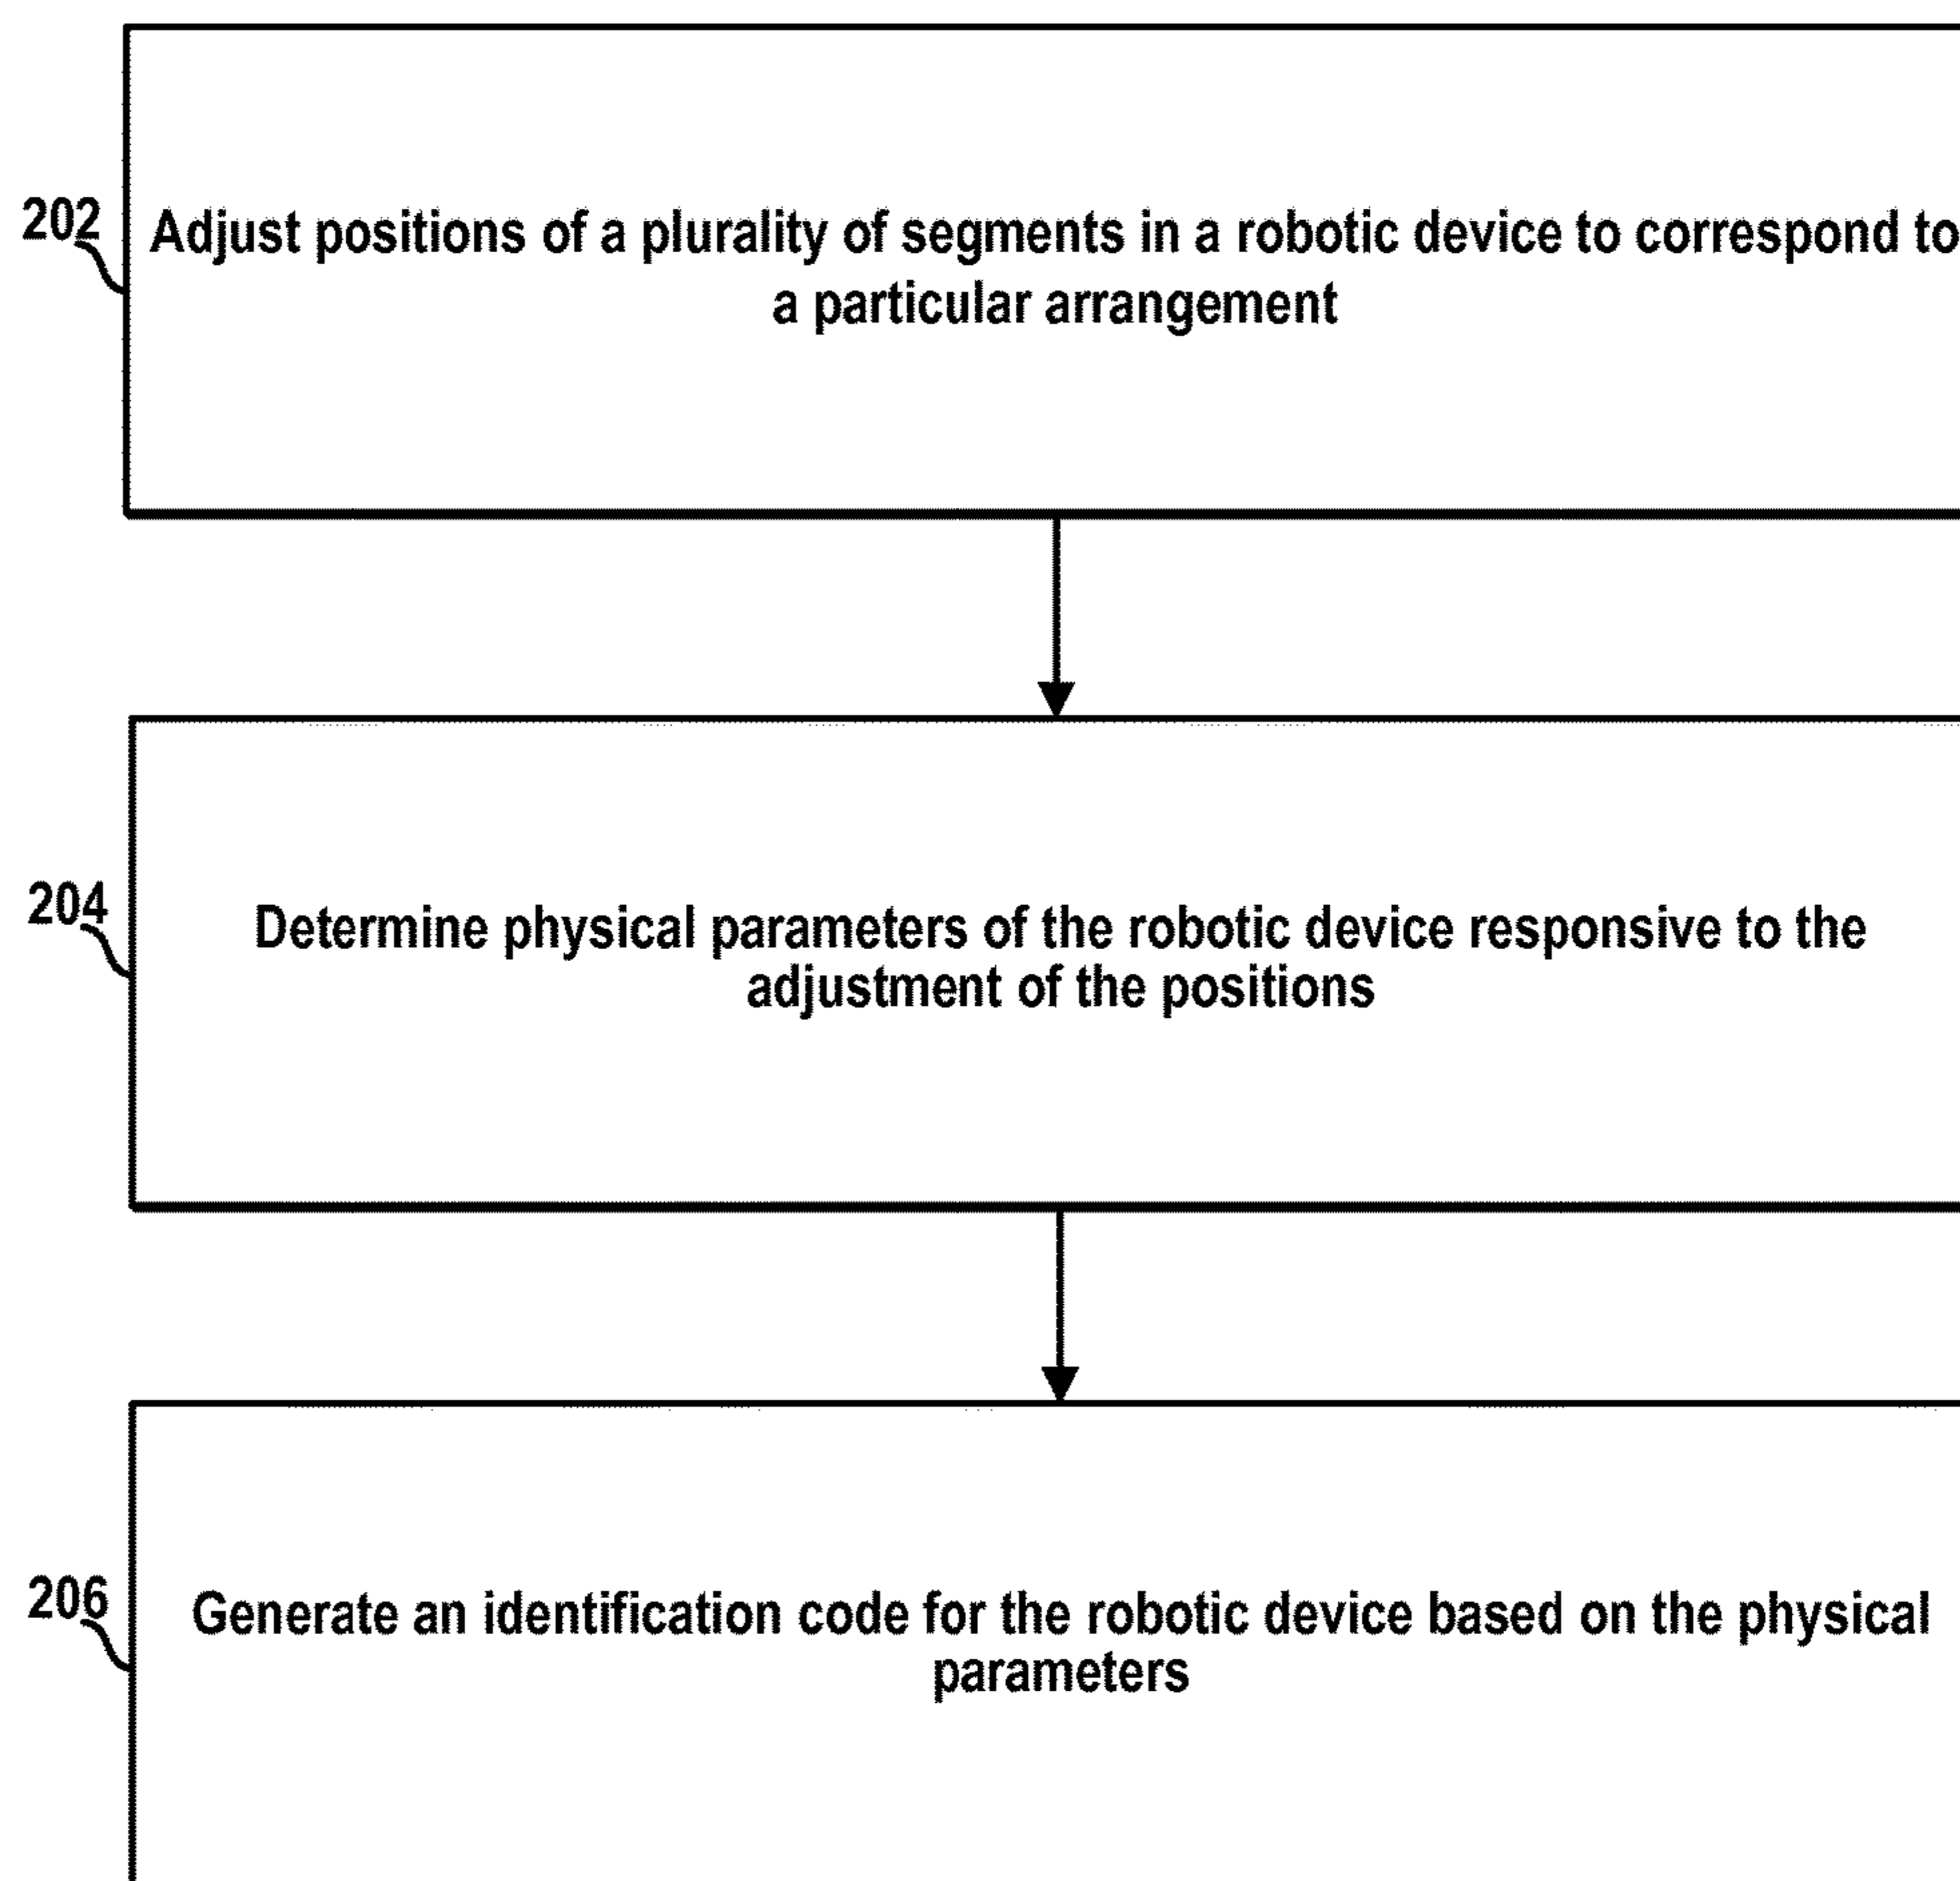 202
Adjust positions of a plurality of segments in a robotic device to correspond to
a particular arrangement
204
Determine physical parameters of the robotic device responsive to the
adjustment of the positions
206
Generate an identification code for the robotic device based on the physical
parameters